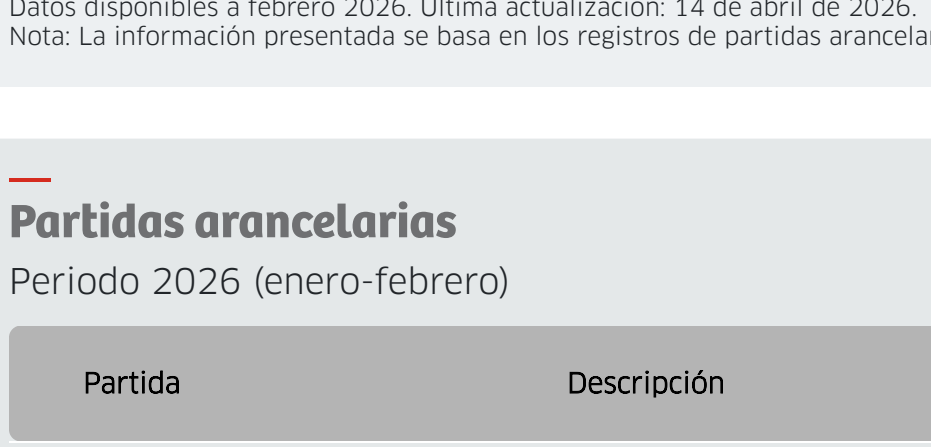 Datos disponibles a febrero 2026. Última actualización: 14 de abril de 2026.
Nota: La información presentada se basa en los registros de partidas arancelar
Partidas arancelarias
Periodo 2026 (enero-febrero)
Partida Descripción